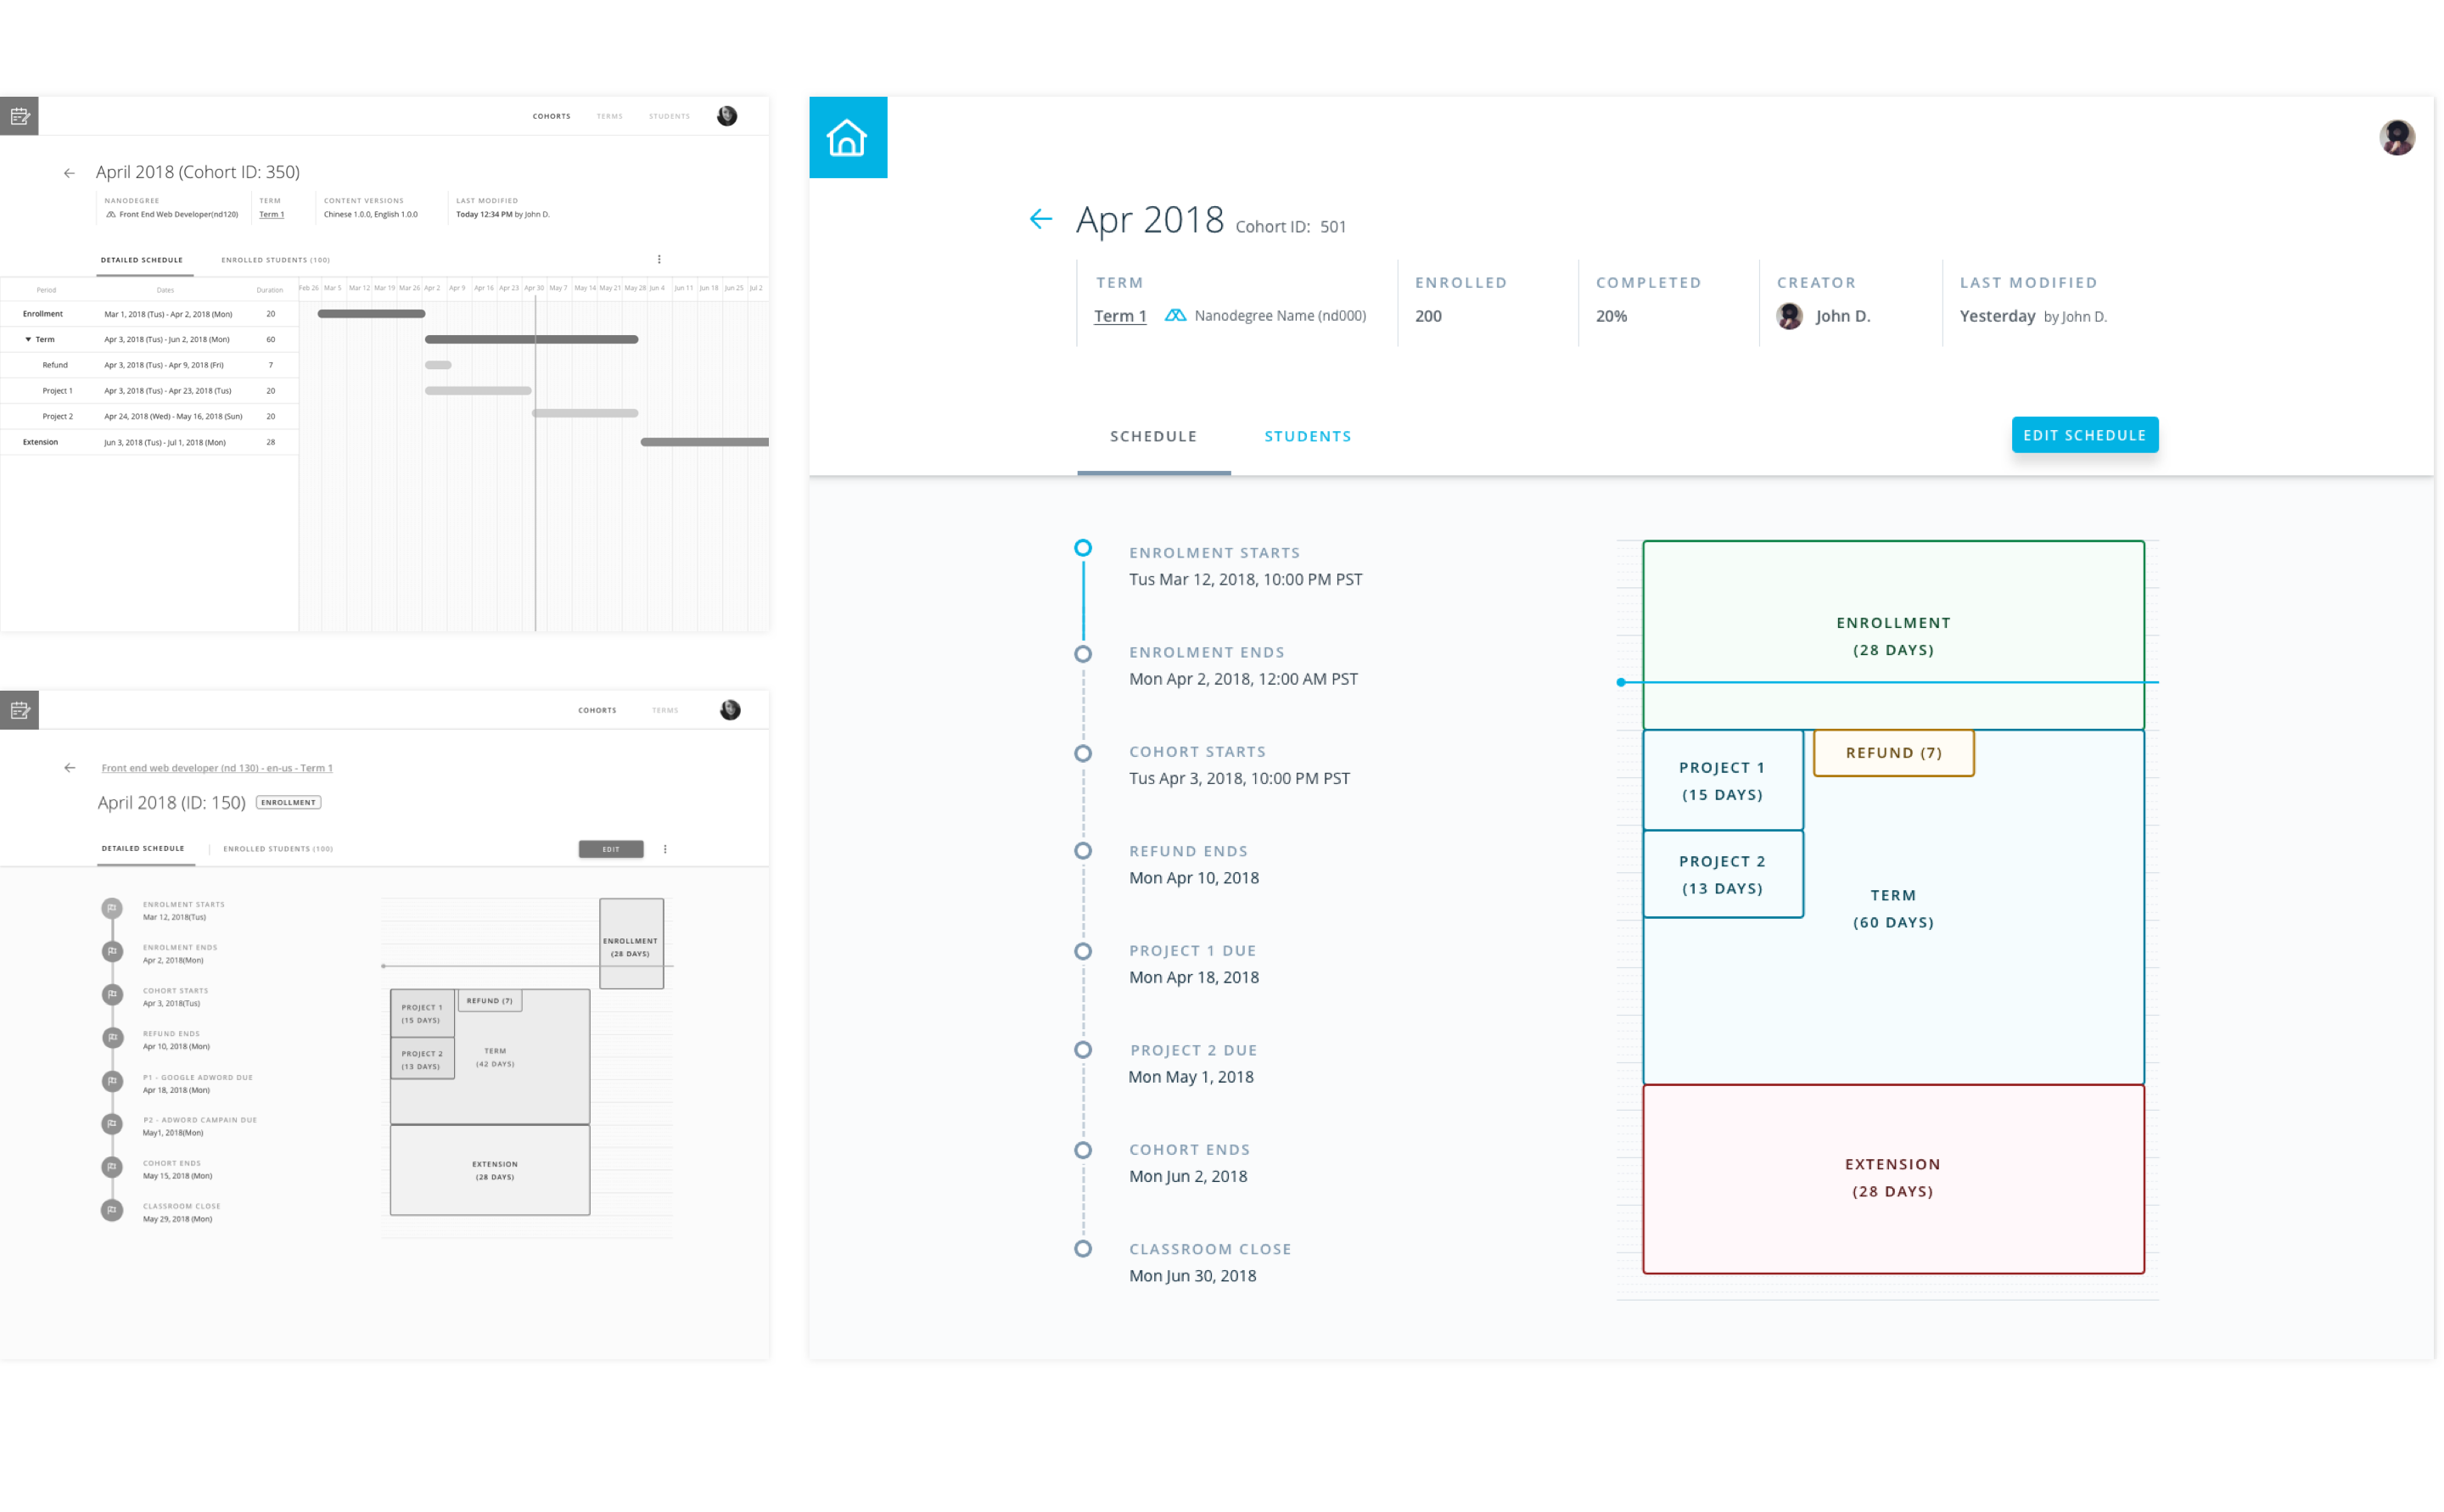 COHORTS TERMS STUDENTS
April 2018 (Cohort ID: 350)
NANODEGREE TERM CONTENT VERSIONS LAST MODIFIED
Front End Web Developer(nd120) Term 1 Chinese 1.0.0, English 1.0.0 Today 12:34 PM by John D.
DETAILED SCHEDULE ENROLLED STUDENTS (100)
Period Dates Duration Feb 26 Mar 5 Mar 12 Mar 19 Mar 26 Apr 2 Apr 9 Apr 16 Apr 23 Apr 30 May 7 May 14 May 21 May 28 Jun 4 Jun 11 Jun 18 Jun 25 Jul 2
Enrollment Mar 1, 2018 (Tus) - Apr 2, 2018 (Mon) 20
Term Apr 3, 2018 (Tus) - Jun 2, 2018 (Mon) 60
Refund Apr 3, 2018 (Tus) - Apr 9, 2018 (Fri) 7
Project 1 Apr 3, 2018 (Tus) - Apr 23, 2018 (Tus) 20
Project 2 Apr 24, 2018 (Wed) - May 16, 2018 (Sun) 20
Extension Jun 3, 2018 (Tus) - Jul 1, 2018 (Mon) 28
COHORTS TERMS
Front end web developer (nd 130) - en-us - Term 1
April 2018 (ID: 150) ENROLLMENT
DETAILED SCHEDULE ENROLLED STUDENTS (100) EDIT
ENROLMENT STARTS
Mar 12, 2018(Tus)
ENROLMENT ENDS
Apr 2, 2018(Mon)
COHORT STARTS
Apr 3, 2018(Tus)
REFUND ENDS
Apr 10, 2018 (Mon)
P1 - GOOGLE ADWORD DUE
Apr 18, 2018 (Mon)
P2 - ADWORD CAMPAIN DUE
May1, 2018(Mon)
COHORT ENDS
May 15, 2018 (Mon)
CLASSROOM CLOSE
May 29, 2018 (Mon)
ENROLLMENT
(28 DAYS)
PROJECT 1
(15 DAYS)
REFUND (7)
PROJECT 2
(13 DAYS)
TERM
(42 DAYS)
EXTENSION
(28 DAYS)
Apr 2018 Cohort ID: 501
TERM ENROLLED COMPLETED CREATOR LAST MODIFIED
Term 1 Nanodegree Name (nd000) 200 20% John D. Yesterday by John D.
SCHEDULE STUDENTS EDIT SCHEDULE
ENROLMENT STARTS
Tus Mar 12, 2018, 10:00 PM PST
ENROLMENT ENDS
Mon Apr 2, 2018, 12:00 AM PST
COHORT STARTS
Tus Apr 3, 2018, 10:00 PM PST
REFUND ENDS
Mon Apr 10, 2018
PROJECT 1 DUE
Mon Apr 18, 2018
PROJECT 2 DUE
Mon May 1, 2018
COHORT ENDS
Mon Jun 2, 2018
CLASSROOM CLOSE
Mon Jun 30, 2018
ENROLLMENT
(28 DAYS)
PROJECT 1
(15 DAYS)
REFUND (7)
PROJECT 2
(13 DAYS)
TERM
(60 DAYS)
EXTENSION
(28 DAYS)